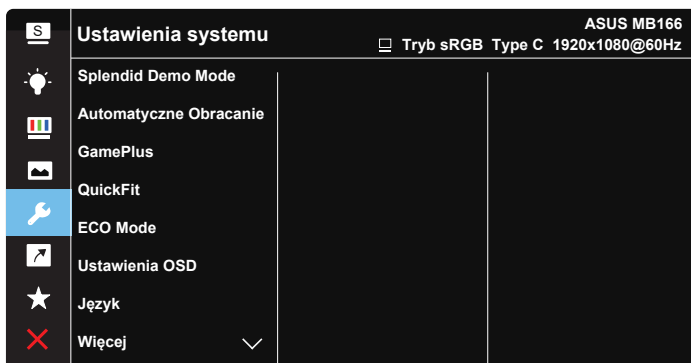 S
Ustawienia systemu
ASUS MB166
Tryb sRGB Type C 1920x1080@60Hz
Splendid Demo Mode
Automatyczne Obracanie
GamePlus
QuickFit
ECO Mode
Ustawienia OSD
Język
Więcej